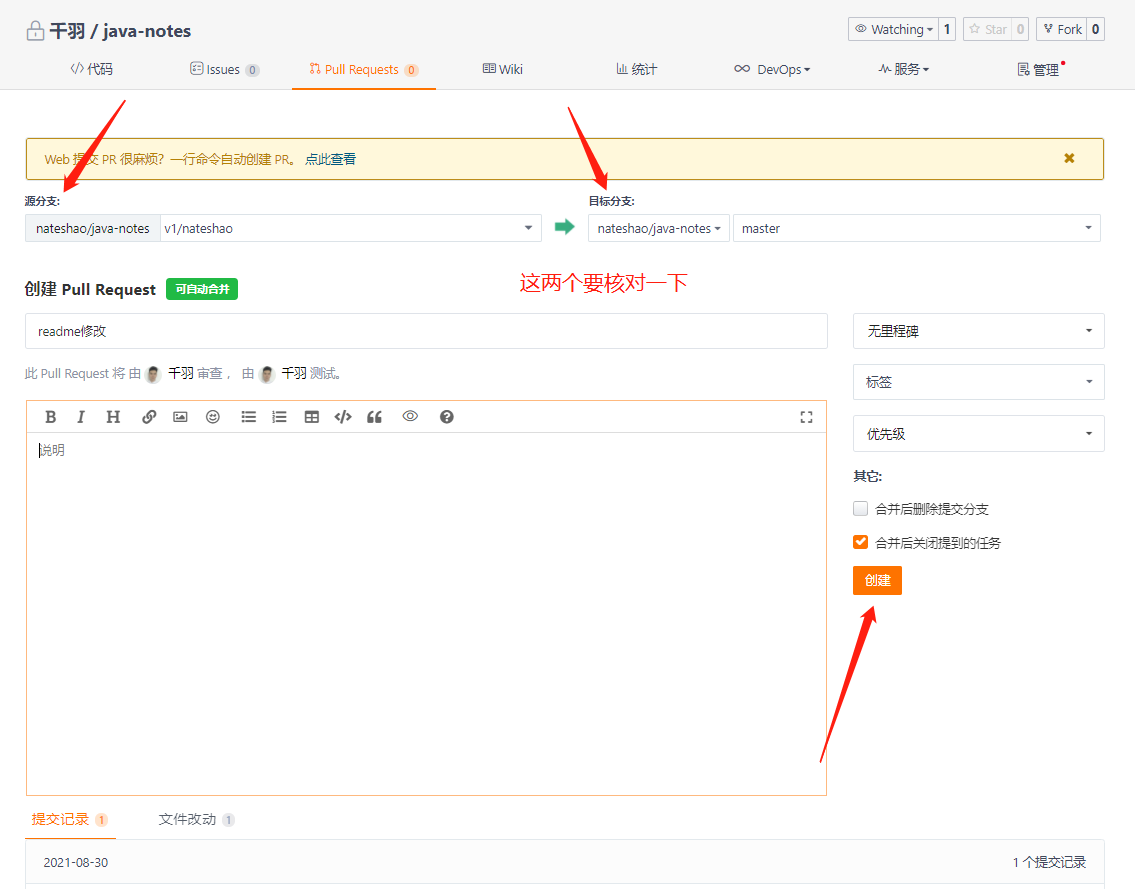 千羽 / java-notes
Watching 1 Star 0 Fork 0
代码 Issues 0 Pull Requests 0 Wiki 统计 DevOps 服务 管理
Web 提交 PR 很麻烦? 一行命令自动创建 PR。 点此查看
源分支: 目标分支:
nateshao/java-notes v1/nateshao nateshao/java-notes master
创建 Pull Request 可自动合并
这两个要核对一下
readme修改
无里程碑
此 Pull Request 将 由 千羽 审查 , 由 千羽 测试。
标签
B I H
说明
优先级
其它:
合并后删除提交分支
合并后关闭提到的任务
创建
提交记录 1 文件改动 1
2021-08-30 1 个提交记录